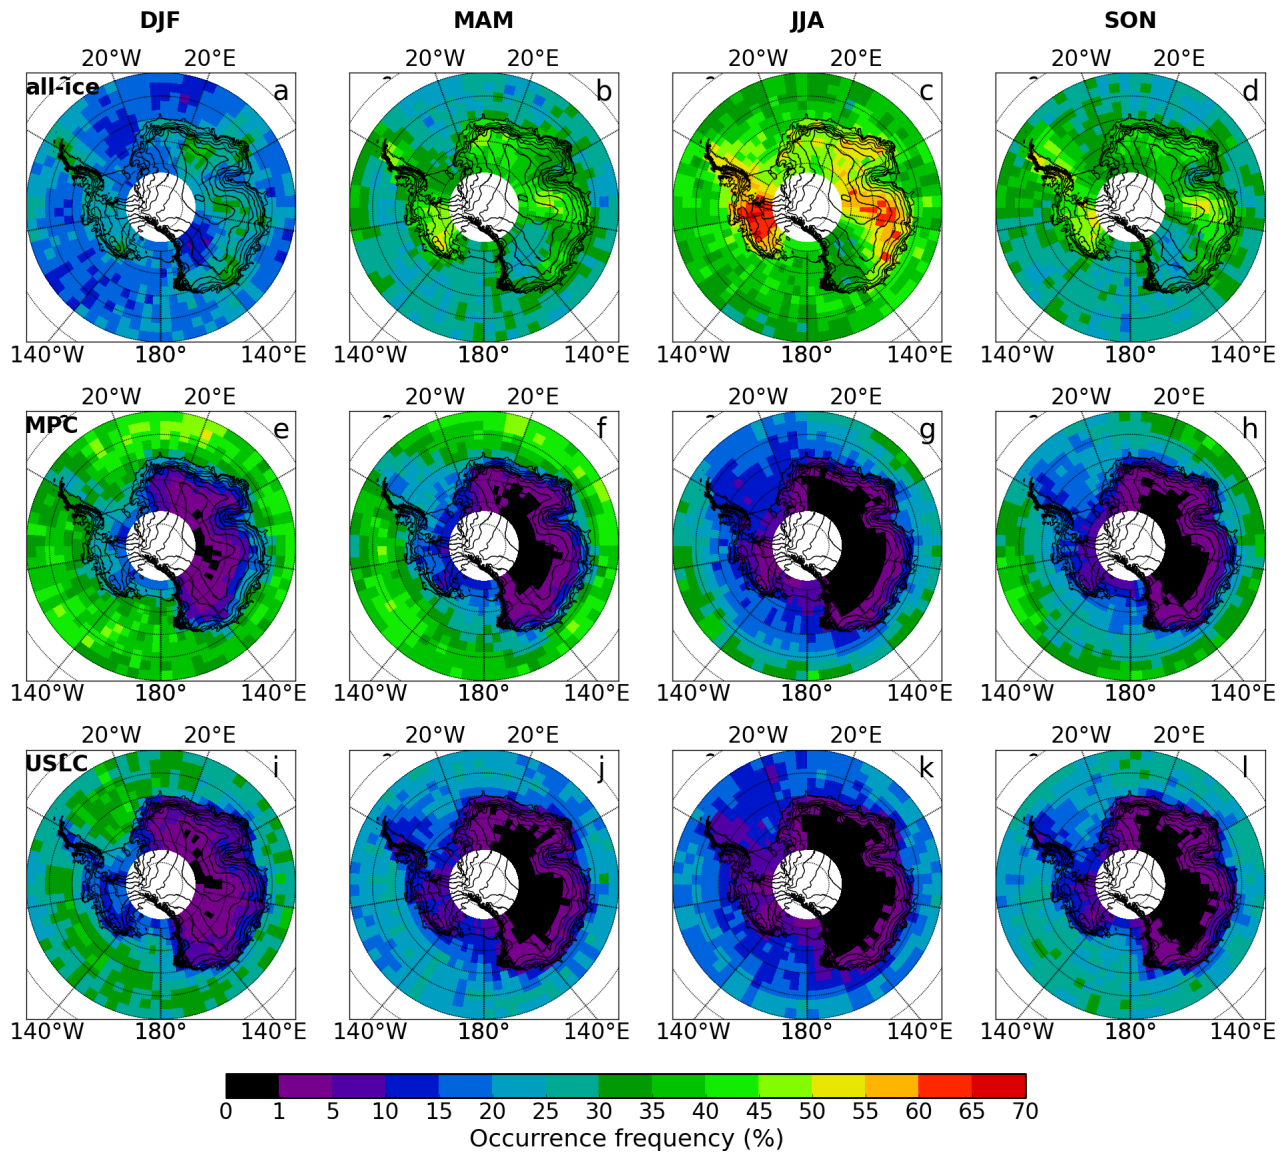 DJF MAM JJA SON
20°W 20°E 20°W 20°E 20°W 20°E 20°W 20°E
all-ice a b c d
140°W 180° 140°E 140°W 180° 140°E 140°W 180° 140°E 140°W 180° 140°E
20°W 20°E 20°W 20°E 20°W 20°E 20°W 20°E
MPC e f g h
140°W 180° 140°E 140°W 180° 140°E 140°W 180° 140°E 140°W 180° 140°E
20°W 20°E 20°W 20°E 20°W 20°E 20°W 20°E
USLC i j k l
140°W 180° 140°E 140°W 180° 140°E 140°W 180° 140°E 140°W 180° 140°E
0 1 5 10 15 20 25 30 35 40 45 50 55 60 65 70
Occurrence frequency (%)